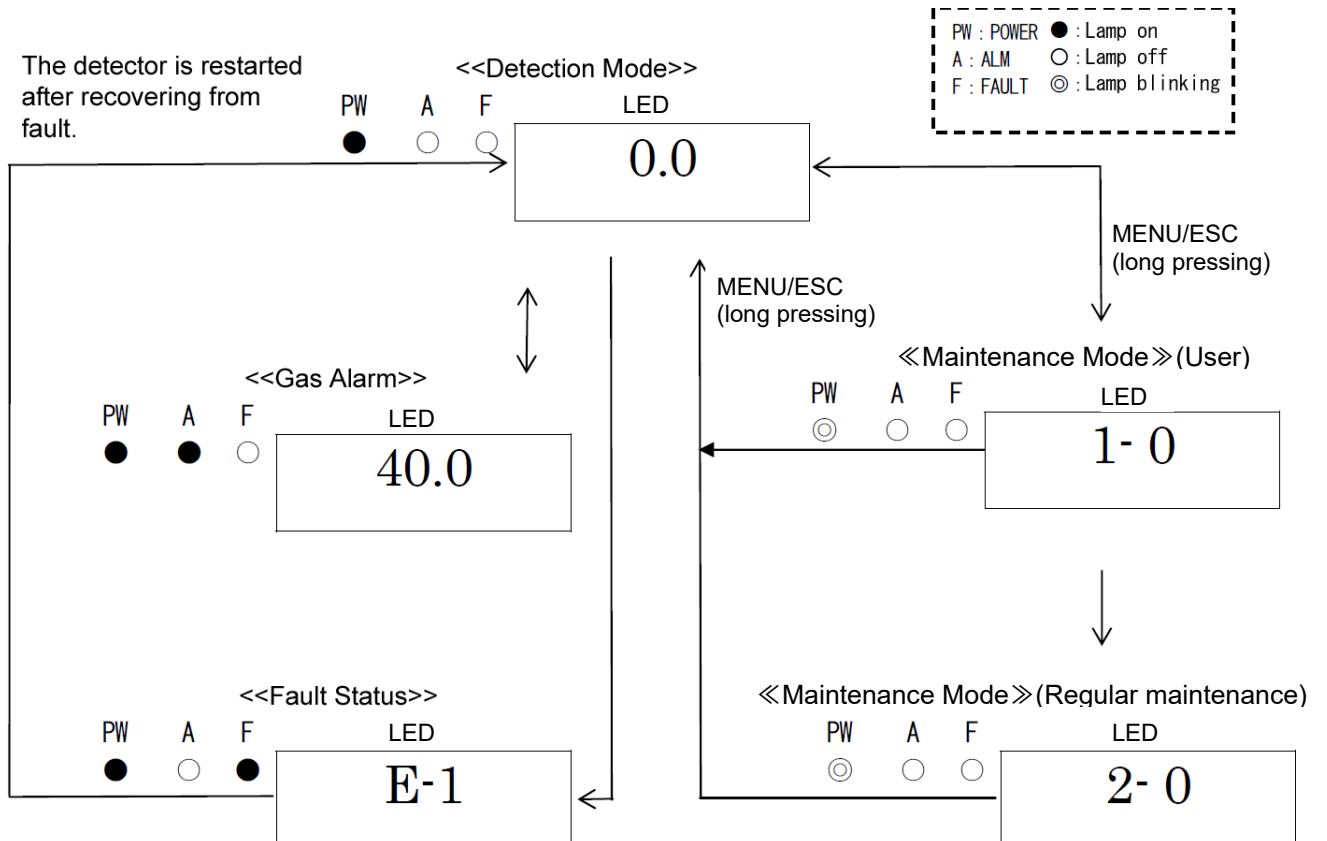 PW : POWER ● : Lamp on
A : ALM ○ : Lamp off
F : FAULT ◎ : Lamp blinking
The detector is restarted
after recovering from
fault.
<<Detection Mode>>
PW A F LED
0.0
MENU/ESC
(long pressing)
MENU/ESC
(long pressing)
<<Gas Alarm>>
PW A F LED
40.0
≪Maintenance Mode≫(User)
PW A F LED
1- 0
<<Fault Status>>
PW A F LED
E-1
≪Maintenance Mode≫(Regular maintenance)
PW A F LED
2- 0